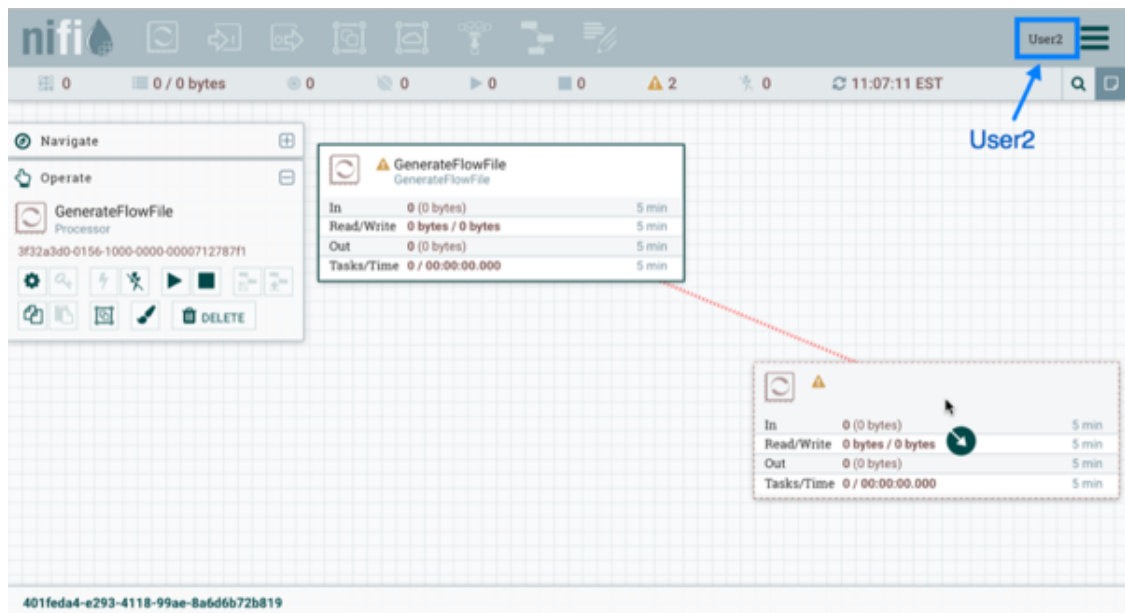 nifi
User2
0
0 / 0 bytes
0
0
0
0
2
0
11:07:11 EST
User2
Navigate
Operate
GenerateFlowFile
Processor
3f32a3d0-0156-1000-0000-0000712787f1
DELETE
GenerateFlowFile
GenerateFlowFile
In 0 (0 bytes) 5 min
Read/Write 0 bytes / 0 bytes 5 min
Out 0 (0 bytes) 5 min
Tasks/Time 0 / 00:00:00.000 5 min
In 0 (0 bytes) 5 min
Read/Write 0 bytes / 0 bytes 5 min
Out 0 (0 bytes) 5 min
Tasks/Time 0 / 00:00:00.000 5 min
401feda4-e293-4118-99ae-8a6d6b72b819